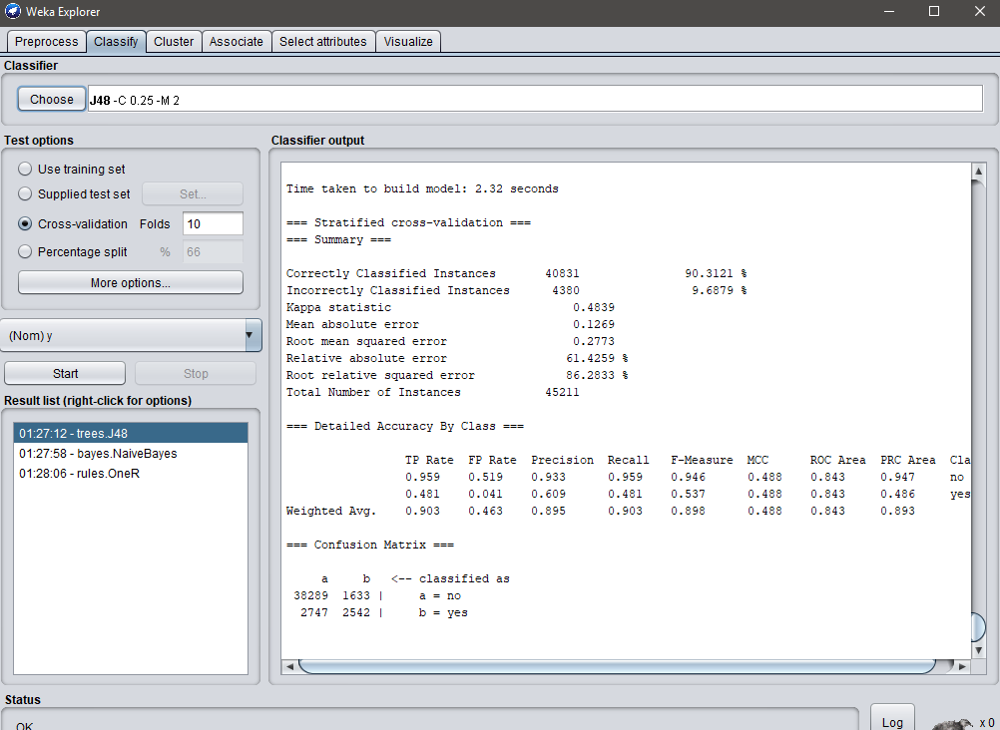 Weka Explorer
Preprocess Classify Cluster Associate Select attributes Visualize
Classifier
Choose J48 -C 0.25 -M 2
Test options
Use training set
Supplied test set Set...
Cross-validation Folds 10
Percentage split % 66
More options...
(Nom) y
Start Stop
Result list (right-click for options)
01:27:12 - trees.J48
01:27:58 - bayes.NaiveBayes
01:28:06 - rules.OneR
Classifier output
Time taken to build model: 2.32 seconds
=== Stratified cross-validation ===
=== Summary ===
Correctly Classified Instances 40831 90.3121 %
Incorrectly Classified Instances 4380 9.6879 %
Kappa statistic 0.4839
Mean absolute error 0.1269
Root mean squared error 0.2773
Relative absolute error 61.4259 %
Root relative squared error 86.2833 %
Total Number of Instances 45211
=== Detailed Accuracy By Class ===
TP Rate FP Rate Precision Recall F-Measure MCC ROC Area PRC Area Cla
0.959 0.519 0.933 0.959 0.946 0.488 0.843 0.947 no
0.481 0.041 0.609 0.481 0.537 0.488 0.843 0.486 yes
Weighted Avg. 0.903 0.463 0.895 0.903 0.898 0.488 0.843 0.893
=== Confusion Matrix ===
a b <-- classified as
38289 1633 | a = no
2747 2542 | b = yes
Status
OK
Log x 0